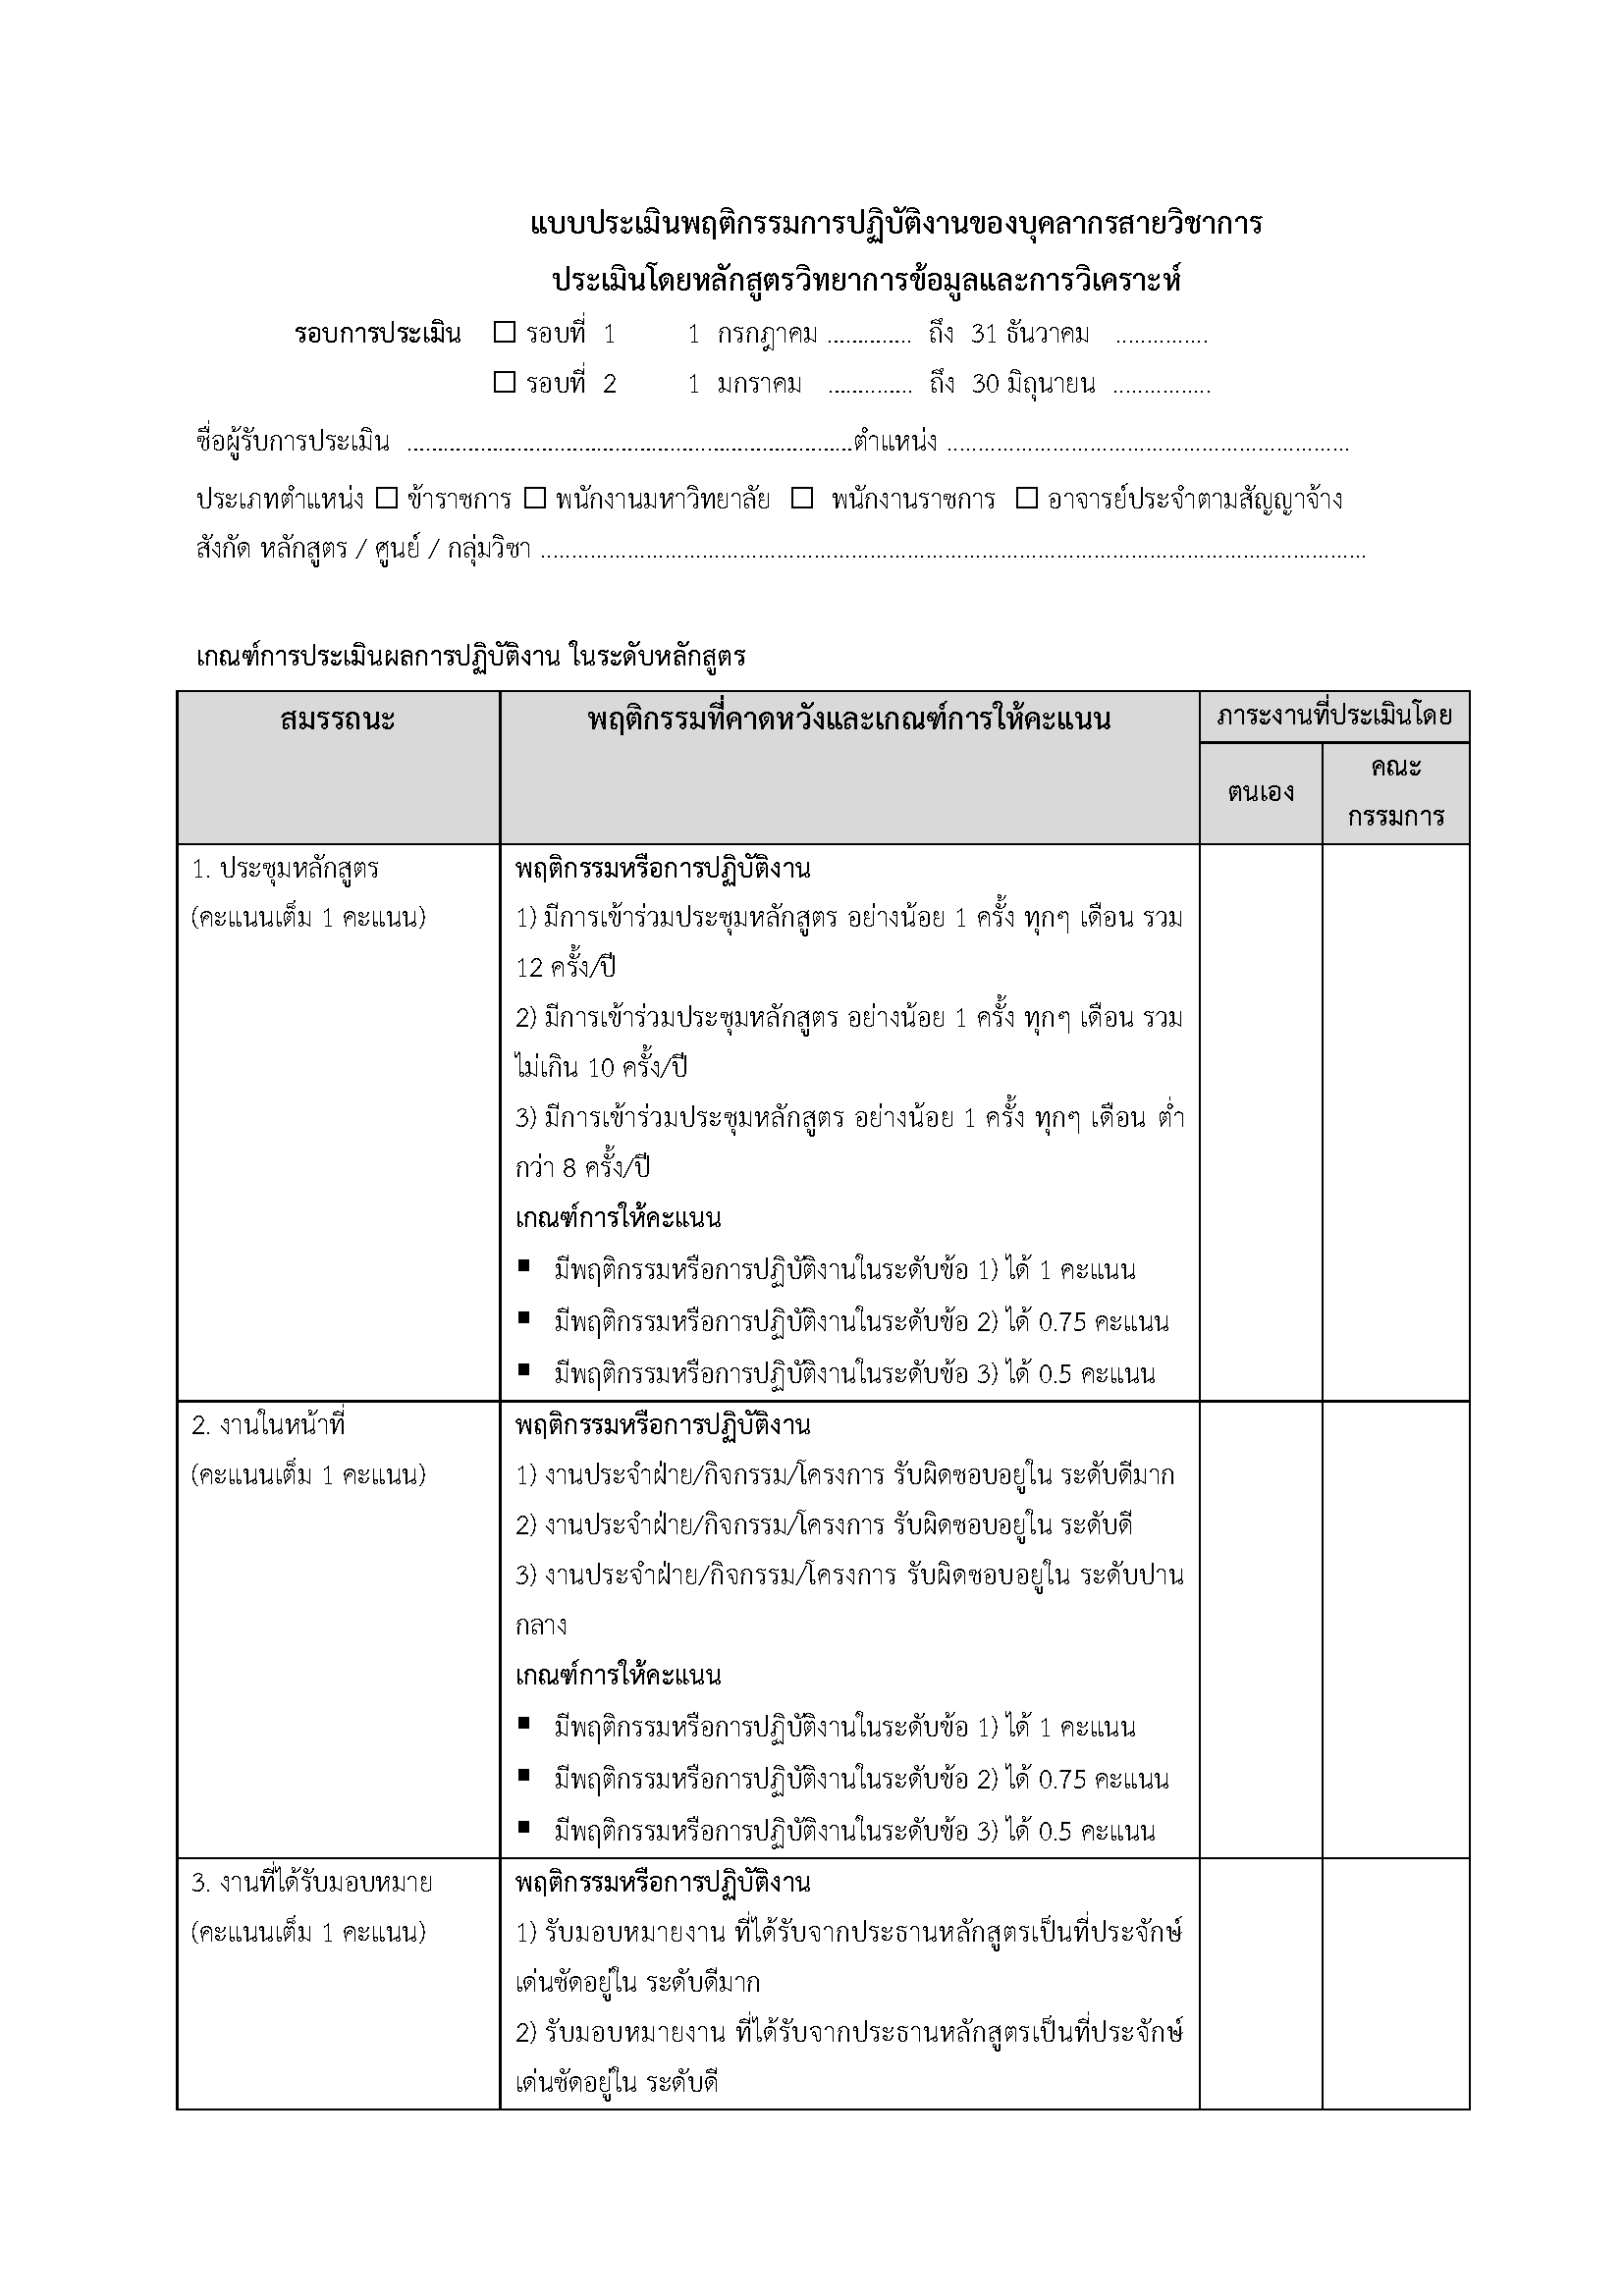 แบบประเมินพฤติกรรมการปฏิบัติงานของบุคลากรสายวิชาการ
ประเมินโดยหลักสูตรวิทยาการข้อมูลและการวิเคราะห์
รอบการประเมิน ☐ รอบที่ 1 1 กรกฎาคม .............. ถึง 31 ธันวาคม ...............
☐ รอบที่ 2 1 มกราคม .............. ถึง 30 มิถุนายน ................
ชื่อผู้รับการประเมิน ........................................................................ตำแหน่ง .................................................................
ประเภทตำแหน่ง ☐ ข้าราชการ ☐ พนักงานมหาวิทยาลัย ☐ พนักงานราชการ ☐ อาจารย์ประจำตามสัญญาจ้าง
สังกัด หลักสูตร / ศูนย์ / กลุ่มวิชา .....................................................................................................................................
เกณฑ์การประเมินผลการปฏิบัติงาน ในระดับหลักสูตร
สมรรถนะ พฤติกรรมที่คาดหวังและเกณฑ์การให้คะแนน ภาระงานที่ประเมินโดย
ตนเอง คณะ
กรรมการ
1. ประชุมหลักสูตร
(คะแนนเต็ม 1 คะแนน)
พฤติกรรมหรือการปฏิบัติงาน
1) มีการเข้าร่วมประชุมหลักสูตร อย่างน้อย 1 ครั้ง ทุกๆ เดือน รวม
12 ครั้ง/ปี
2) มีการเข้าร่วมประชุมหลักสูตร อย่างน้อย 1 ครั้ง ทุกๆ เดือน รวม
ไม่เกิน 10 ครั้ง/ปี
3) มีการเข้าร่วมประชุมหลักสูตร อย่างน้อย 1 ครั้ง ทุกๆ เดือน ต่ำ
กว่า 8 ครั้ง/ปี
เกณฑ์การให้คะแนน
▪ มีพฤติกรรมหรือการปฏิบัติงานในระดับข้อ 1) ได้ 1 คะแนน
▪ มีพฤติกรรมหรือการปฏิบัติงานในระดับข้อ 2) ได้ 0.75 คะแนน
▪ มีพฤติกรรมหรือการปฏิบัติงานในระดับข้อ 3) ได้ 0.5 คะแนน
2. งานในหน้าที่
(คะแนนเต็ม 1 คะแนน)
พฤติกรรมหรือการปฏิบัติงาน
1) งานประจำฝ่าย/กิจกรรม/โครงการ รับผิดชอบอยู่ใน ระดับดีมาก
2) งานประจำฝ่าย/กิจกรรม/โครงการ รับผิดชอบอยู่ใน ระดับดี
3) งานประจำฝ่าย/กิจกรรม/โครงการ รับผิดชอบอยู่ใน ระดับปาน
กลาง
เกณฑ์การให้คะแนน
▪ มีพฤติกรรมหรือการปฏิบัติงานในระดับข้อ 1) ได้ 1 คะแนน
▪ มีพฤติกรรมหรือการปฏิบัติงานในระดับข้อ 2) ได้ 0.75 คะแนน
▪ มีพฤติกรรมหรือการปฏิบัติงานในระดับข้อ 3) ได้ 0.5 คะแนน
3. งานที่ได้รับมอบหมาย
(คะแนนเต็ม 1 คะแนน)
พฤติกรรมหรือการปฏิบัติงาน
1) รับมอบหมายงาน ที่ได้รับจากประธานหลักสูตรเป็นที่ประจักษ์
เด่นชัดอยู่ใน ระดับดีมาก
2) รับมอบหมายงาน ที่ได้รับจากประธานหลักสูตรเป็นที่ประจักษ์
เด่นชัดอยู่ใน ระดับดี